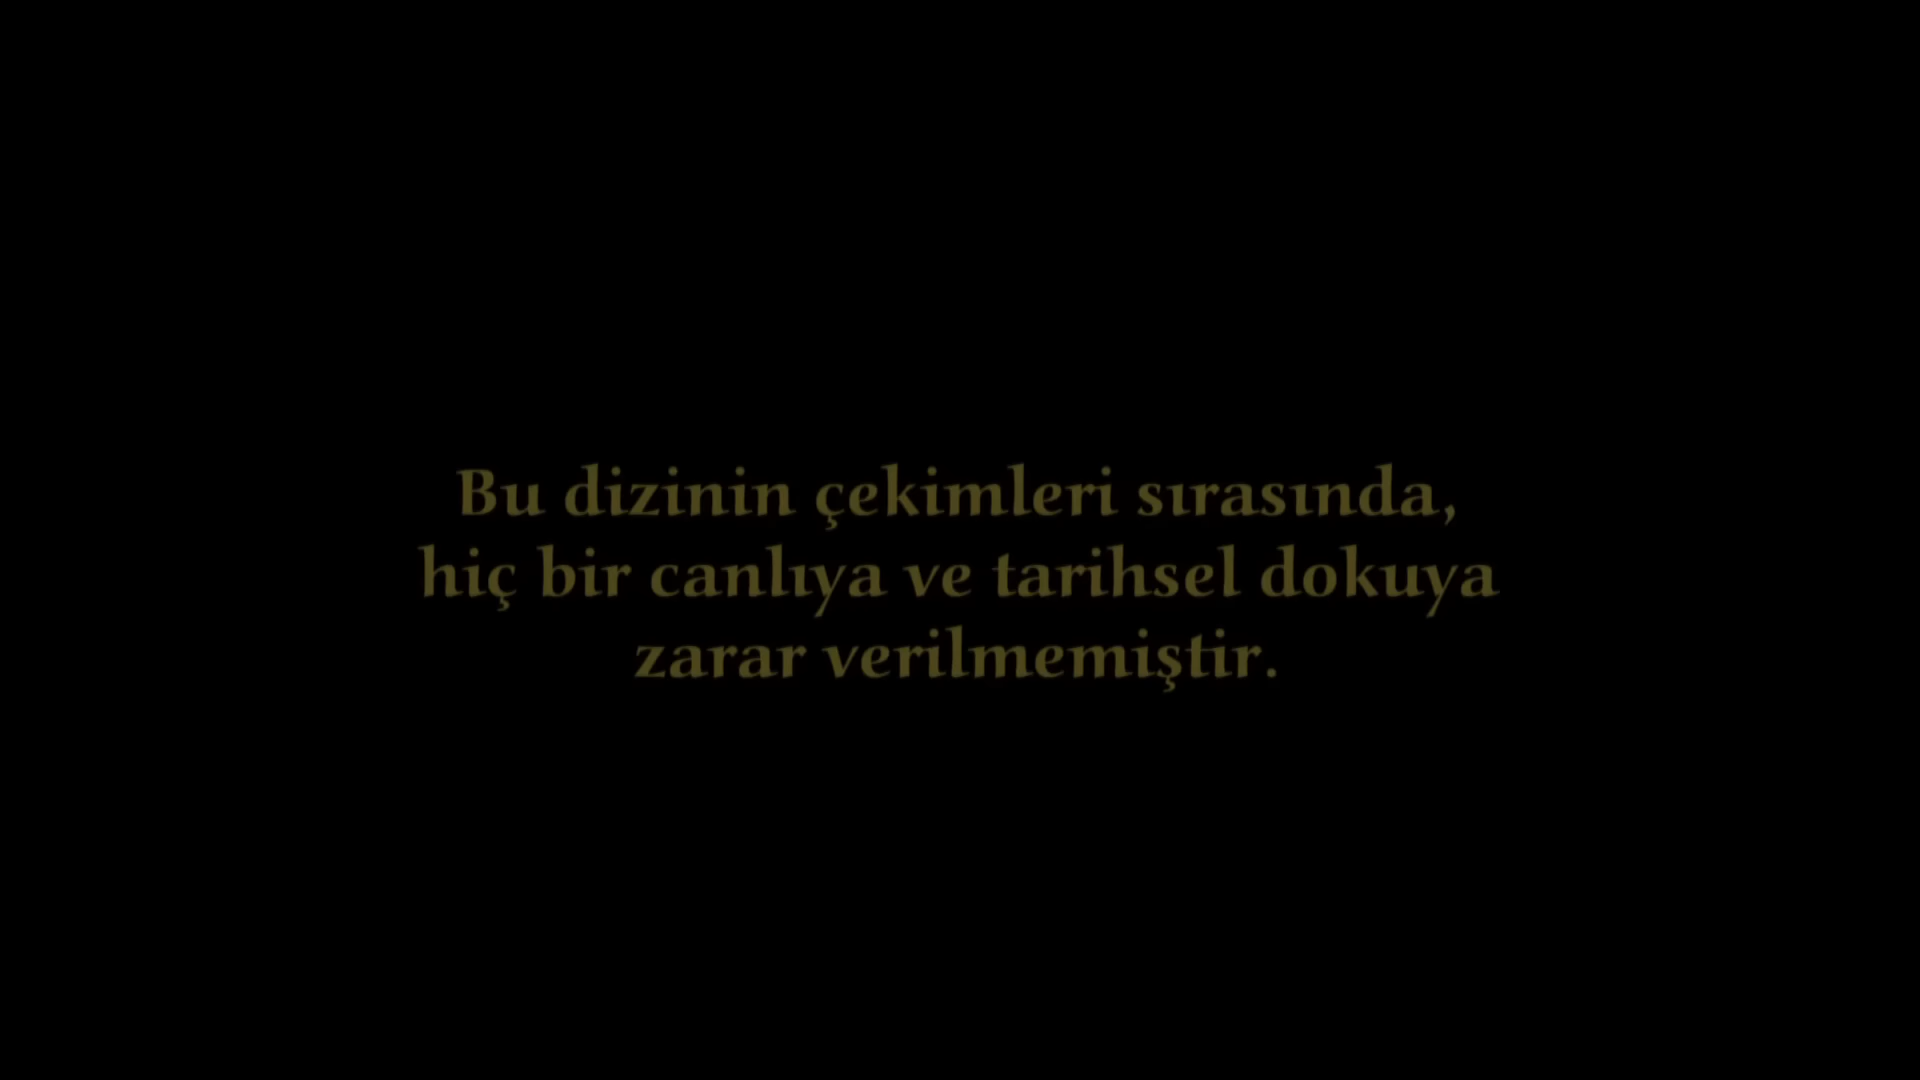 Bu dizinin çekimleri sırasında,
hiç bir canlıya ve tarihsel dokuya
zarar verilmemiştir.